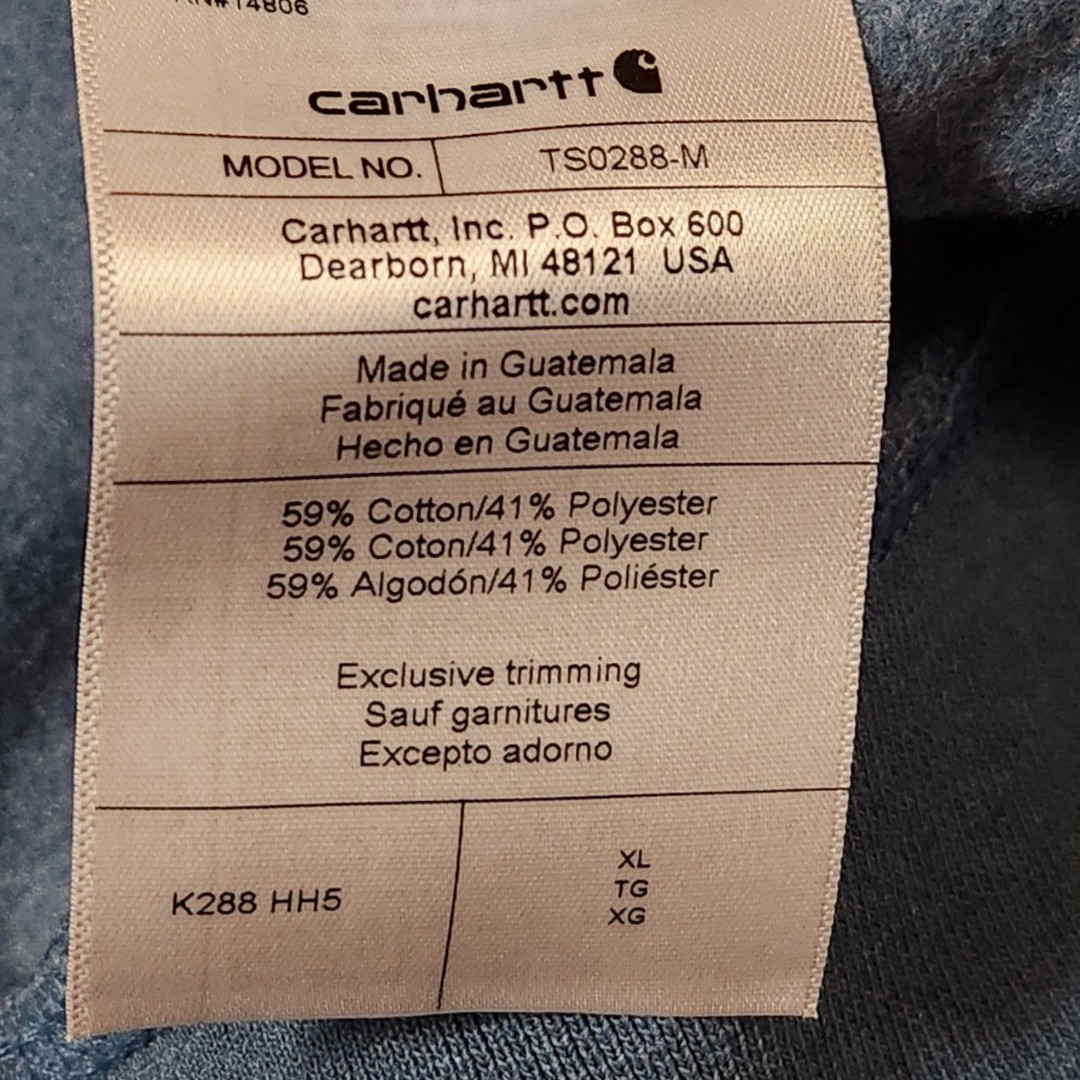 RN#14806
carhartt
MODEL NO. TS0288-M
Carhartt, Inc. P.O. Box 600
Dearborn, MI 48121 USA
carhartt.com
Made in Guatemala
Fabriqué au Guatemala
Hecho en Guatemala
59% Cotton/41% Polyester
59% Coton/41% Polyester
59% Algodón/41% Poliéster
Exclusive trimming
Sauf garnitures
Excepto adorno
K288 HH5
XL
TG
XG